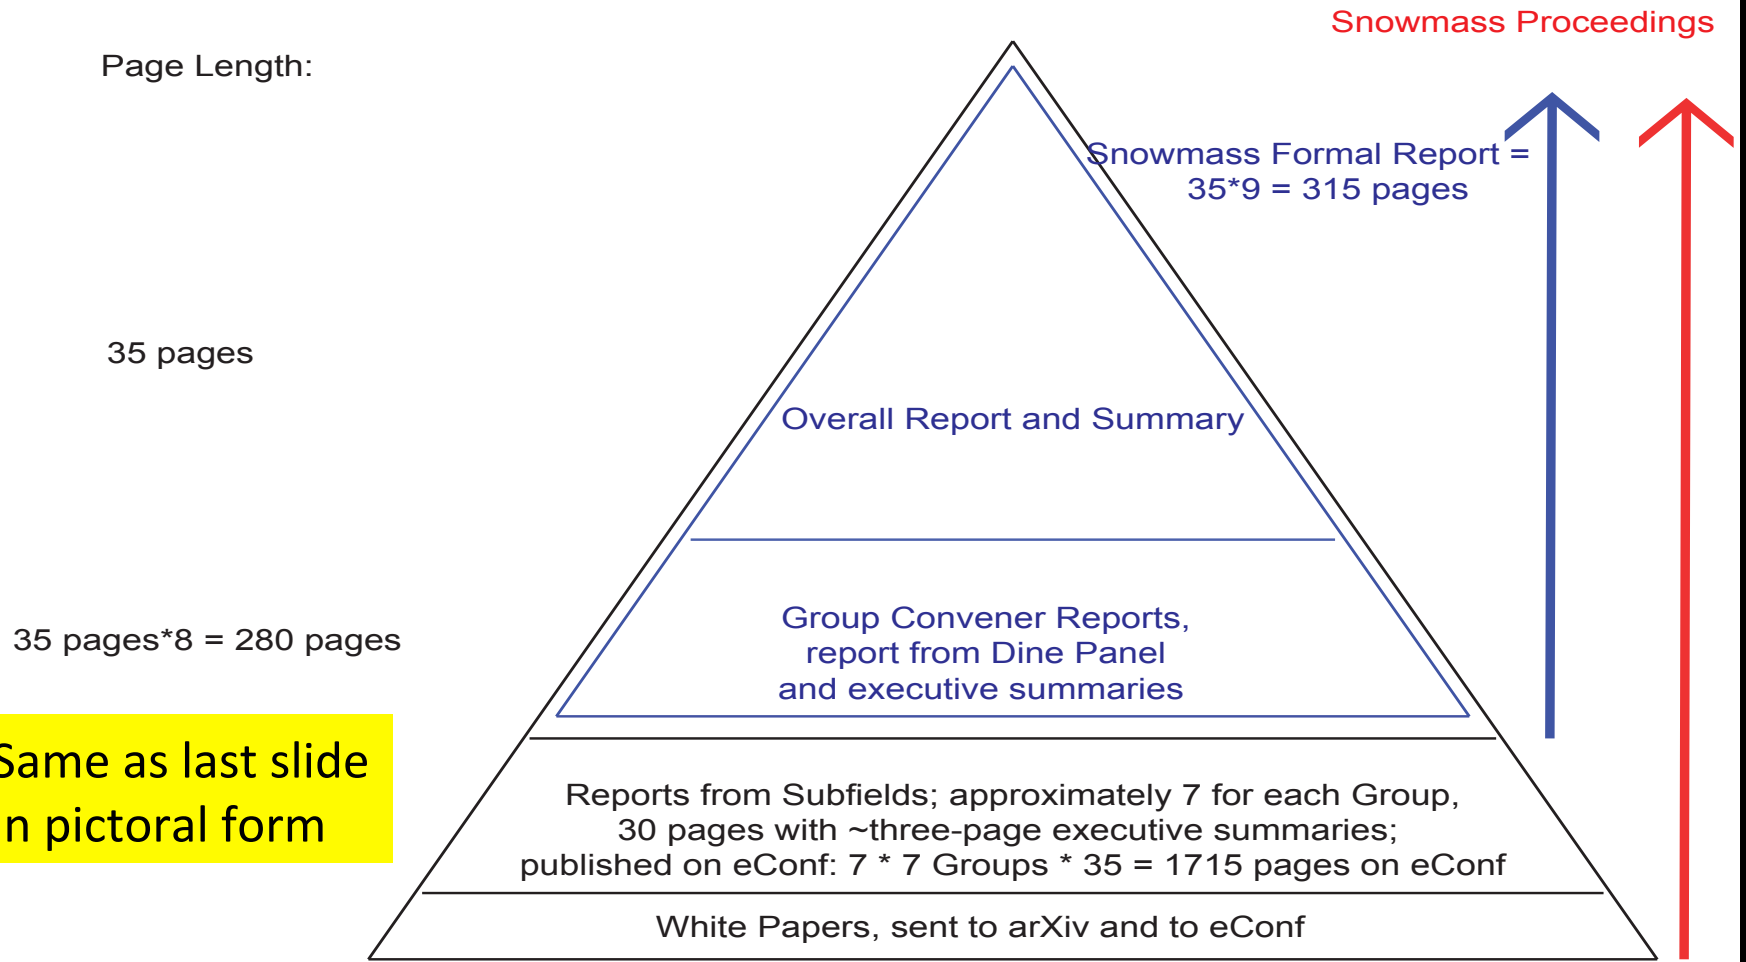 Snowmass Proceedings
Page Length:
Snowmass Formal Report =
35*9 = 315 pages
35 pages
Overall Report and Summary
Group Convener Reports,
report from Dine Panel
and executive summaries
35 pages*8 = 280 pages
Same as last slide
n pictoral form
Reports from Subfields; approximately 7 for each Group,
30 pages with ~three-page executive summaries;
published on eConf: 7 * 7 Groups * 35 = 1715 pages on eConf
White Papers, sent to arXiv and to eConf